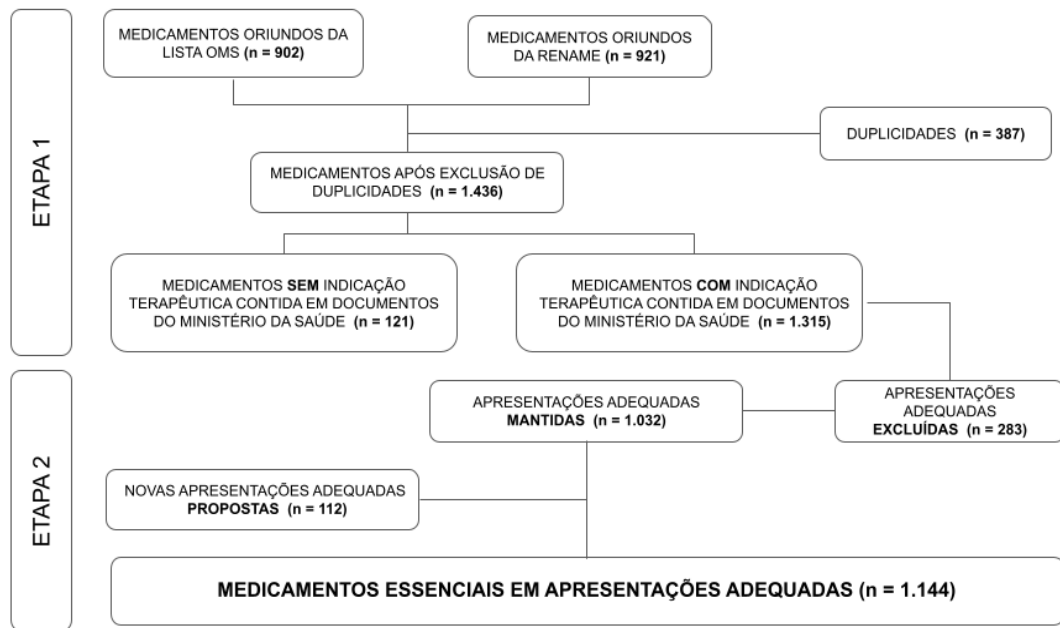 ETAPA 1
MEDICAMENTOS ORIUNDOS DA
LISTA OMS (n = 902)
MEDICAMENTOS ORIUNDOS
DA RENAME (n = 921)
DUPLICIDADES (n = 387)
MEDICAMENTOS APÓS EXCLUSÃO DE
DUPLICIDADES (n = 1.436)
MEDICAMENTOS SEM INDICAÇÃO
TERAPÊUTICA CONTIDA EM DOCUMENTOS
DO MINISTÉRIO DA SAÚDE (n = 121)
MEDICAMENTOS COM INDICAÇÃO
TERAPÊUTICA CONTIDA EM DOCUMENTOS
DO MINISTÉRIO DA SAÚDE (n = 1.315)
ETAPA 2
APRESENTAÇÕES ADEQUADAS
MANTIDAS (n = 1.032)
APRESENTAÇÕES
ADEQUADAS
EXCLUÍDAS (n = 283)
NOVAS APRESENTAÇÕES ADEQUADAS
PROPOSTAS (n = 112)
MEDICAMENTOS ESSENCIAIS EM APRESENTAÇÕES ADEQUADAS (n = 1.144)